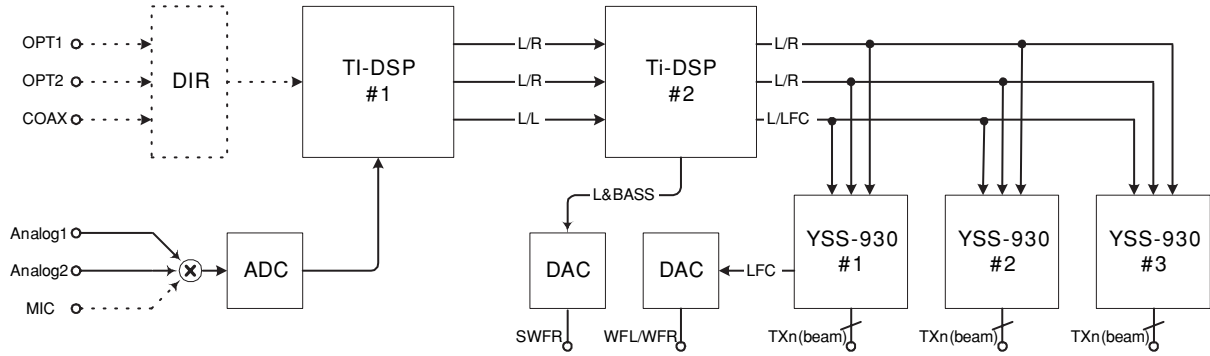 OPT1
OPT2
COAX
DIR
TI-DSP
#1
L/R
L/R
L/L
Ti-DSP
#2
L/R
L/R
L/LFC
L&BASS
Analog1
Analog2
MIC
ADC
DAC
DAC
LFC
YSS-930
#1
YSS-930
#2
YSS-930
#3
SWFR
WFL/WFR
TXn(beam)
TXn(beam)
TXn(beam)